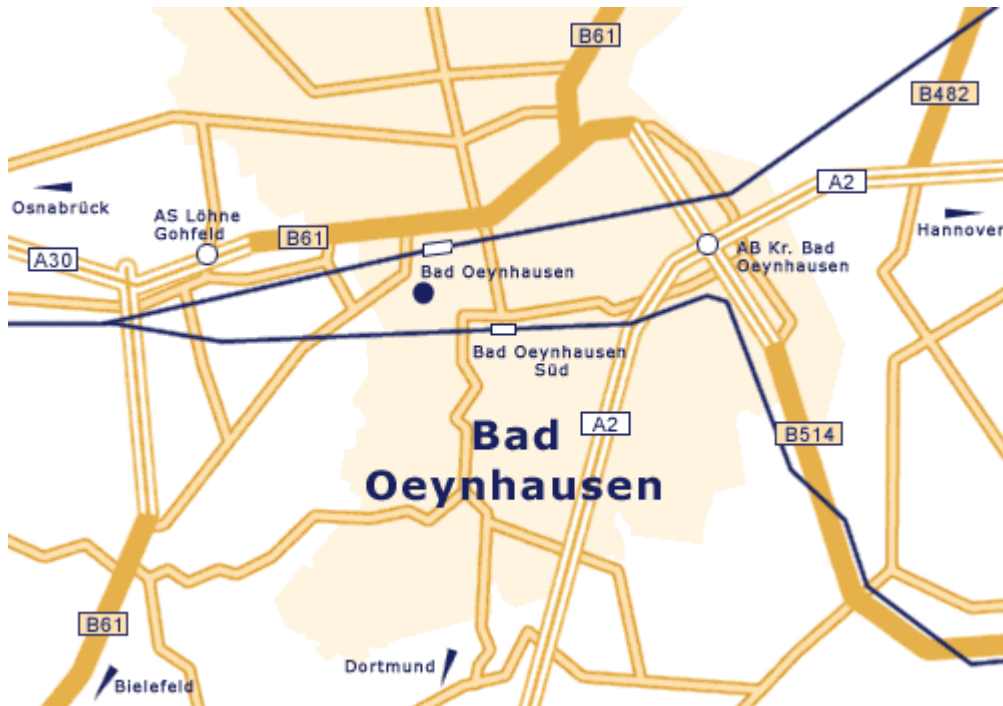 B61
B482
A2
Osnabrück
AS Löhne
Gohfeld
Hannover
B61
A30
AB Kr. Bad
Oeynhausen
Bad Oeynhausen
Bad Oeynhausen
Süd
A2
B514
Bad
Oeynhausen
B61
Dortmund
Bielefeld